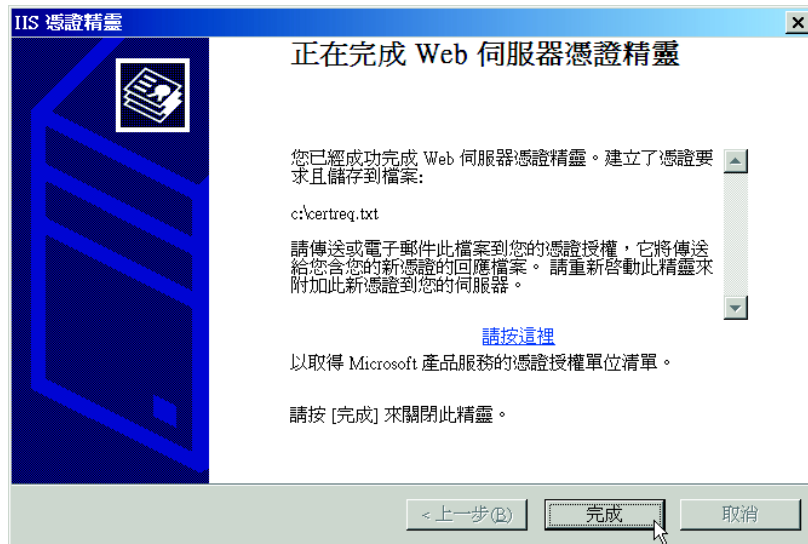 IIS 憑證精靈
正在完成 Web 伺服器憑證精靈
您已經成功完成 Web 伺服器憑證精靈。建立了憑證要
求且儲存到檔案:
c:\certreq.txt
請傳送或電子郵件此檔案到您的憑證授權，它將傳送
給您含您的新憑證的回應檔案。 請重新啓動此精靈來
附加此新憑證到您的伺服器。
請按這裡
以取得 Microsoft 產品服務的憑證授權單位清單。
請按 [完成] 來關閉此精靈。
<上一步(B)
完成
取消